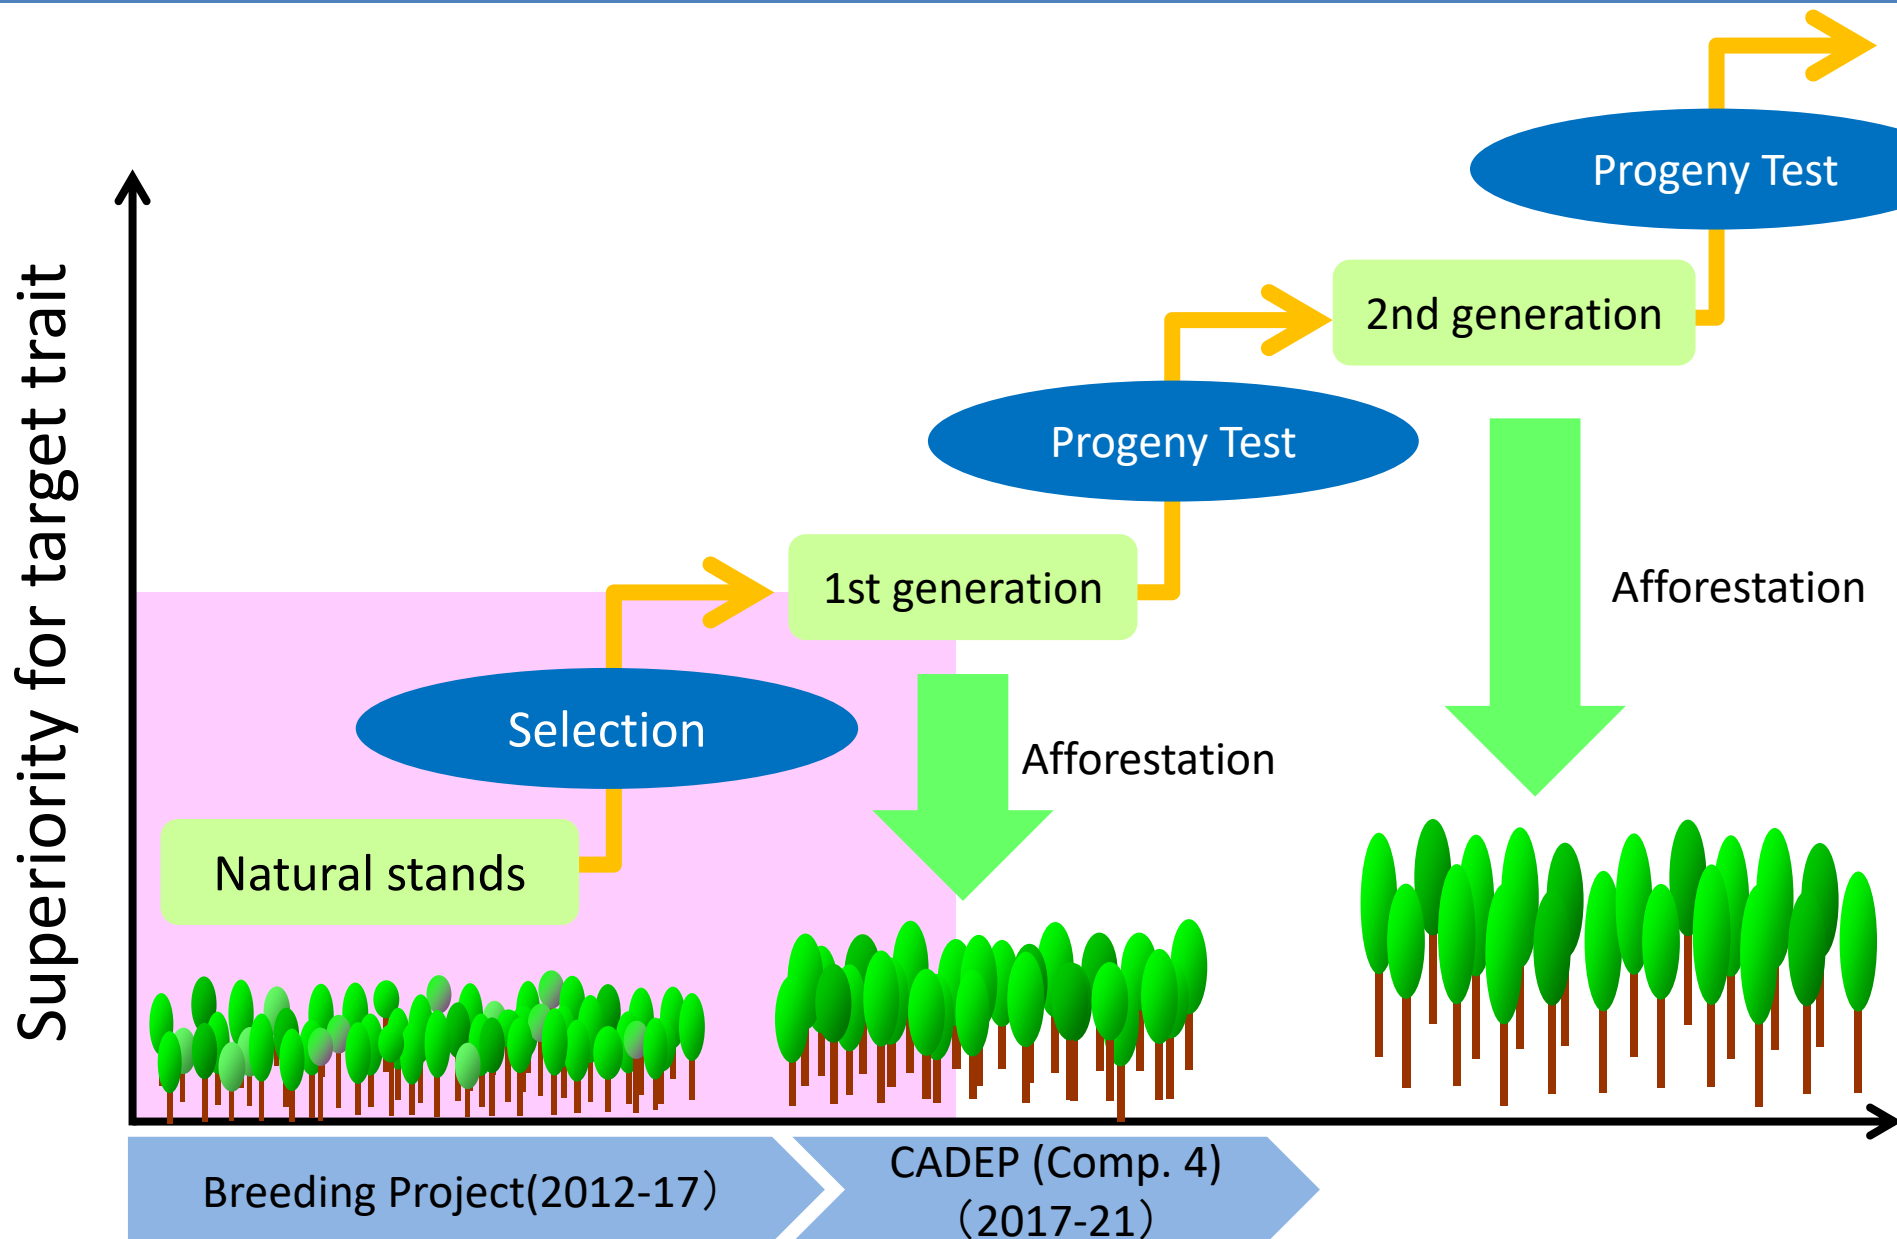 Superiority for target trait
Progeny Test
2nd generation
Progeny Test
1st generation
Afforestation
Selection
Afforestation
Natural stands
Breeding Project(2012-17）
CADEP (Comp. 4)
（2017-21）